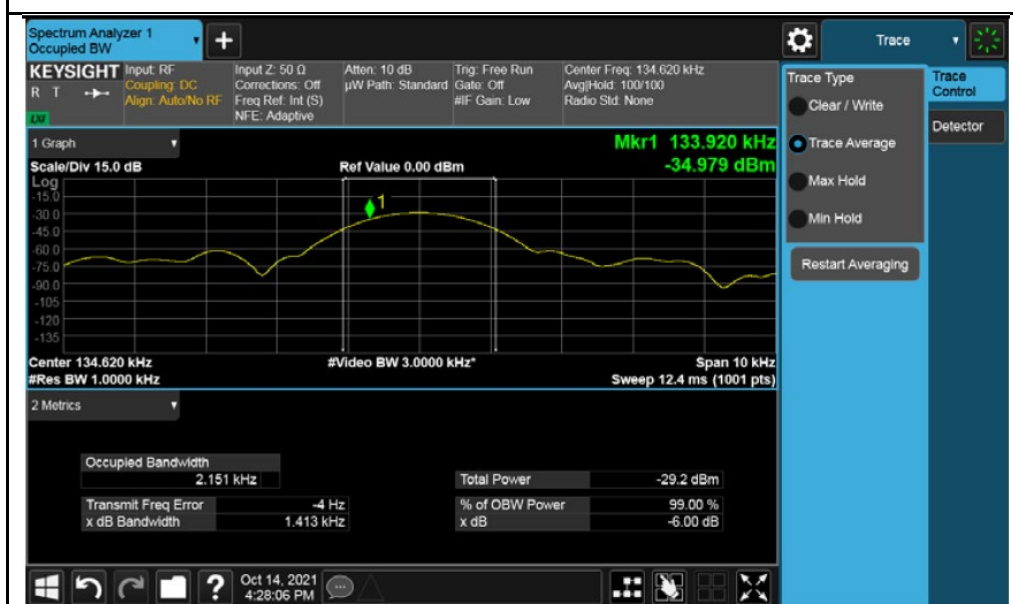 Spectrum Analyzer 1
Occupied BW
+
Trace
KEYSIGHT
R T
LXI
Input: RF
Coupling: DC
Align: Auto/No RF
Input Z: 50 Ω
Corrections: Off
Freq Ref: Int (S)
NFE: Adaptive
Atten: 10 dB
µW Path: Standard
Trig: Free Run
Gate: Off
#IF Gain: Low
Center Freq: 134.620 kHz
Avg|Hold: 100/100
Radio Std: None
1 Graph
Scale/Div 15.0 dB
Ref Value 0.00 dBm
Mkr1 133.920 kHz
-34.979 dBm
Log
-15.0
-30.0
-45.0
-60.0
-75.0
-90.0
-105
-120
-135
1
Center 134.620 kHz
#Video BW 3.0000 kHz*
Span 10 kHz
#Res BW 1.0000 kHz
Sweep 12.4 ms (1001 pts)
2 Metrics
Occupied Bandwidth
2.151 kHz
Total Power -29.2 dBm
Transmit Freq Error -4 Hz
% of OBW Power 99.00 %
x dB Bandwidth 1.413 kHz
x dB -6.00 dB
Trace Type
Clear / Write
Trace Average
Max Hold
Min Hold
Restart Averaging
Trace
Control
Detector
?
Oct 14, 2021
4:28:06 PM